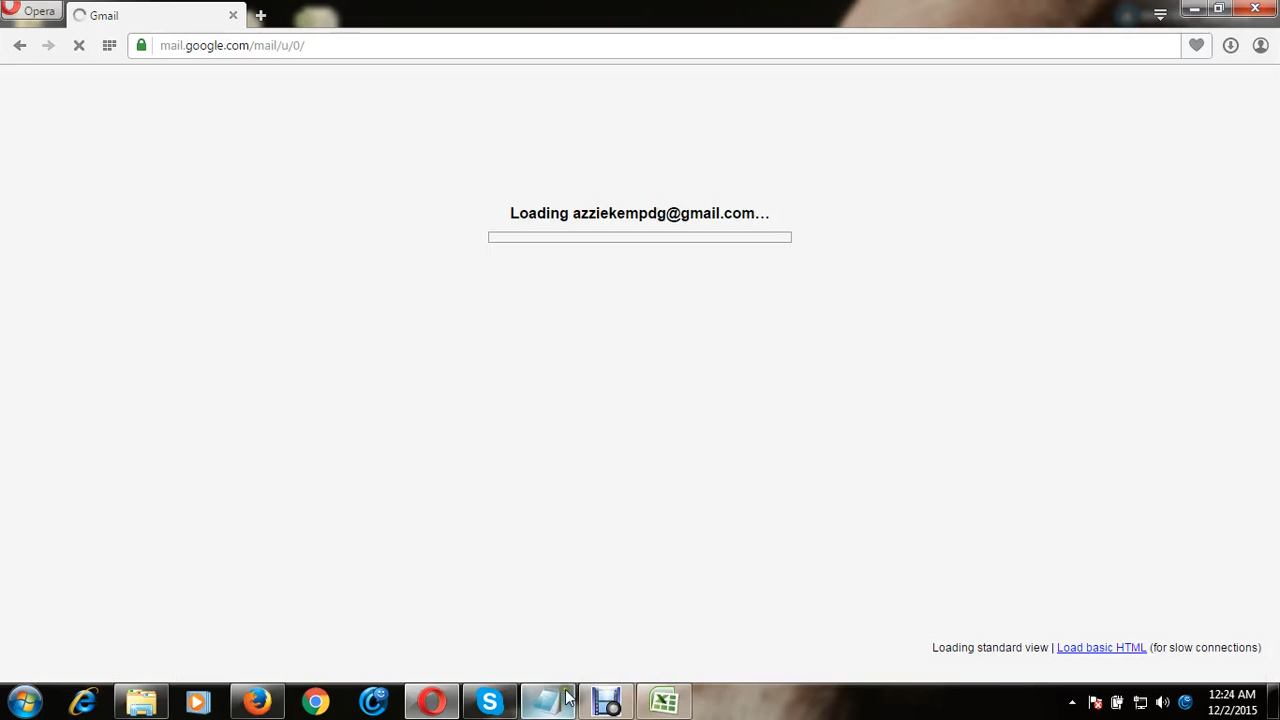 Opera
Gmail
mail.google.com/mail/u/0/
Loading azziekempdg@gmail.com...
Loading standard view | Load basic HTML (for slow connections)
12:24 AM
12/2/2015